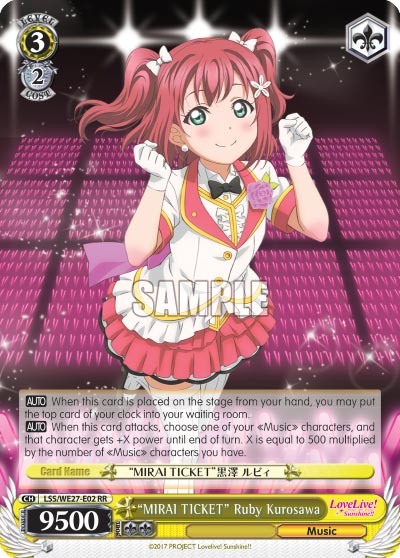 LEVEL
3
2
COST
SAMPLE
AUTO When this card is placed on the stage from your hand, you may
put the top card of your clock into your waiting room.
AUTO When this card attacks, choose one of your «Music» characters, and
that character gets +X power until end of turn. X is equal to 500 multiplied
by the number of «Music» characters you have.
Card Name
"MIRAI TICKET"黒澤 ルビィ
CH LSS/WE27-E02 RR
"MIRAI TICKET" Ruby Kurosawa
LoveLive!
Sunshine!!
POWER
9500
SOUL
Music
©2017 PROJECT Lovelive! Sunshine!!